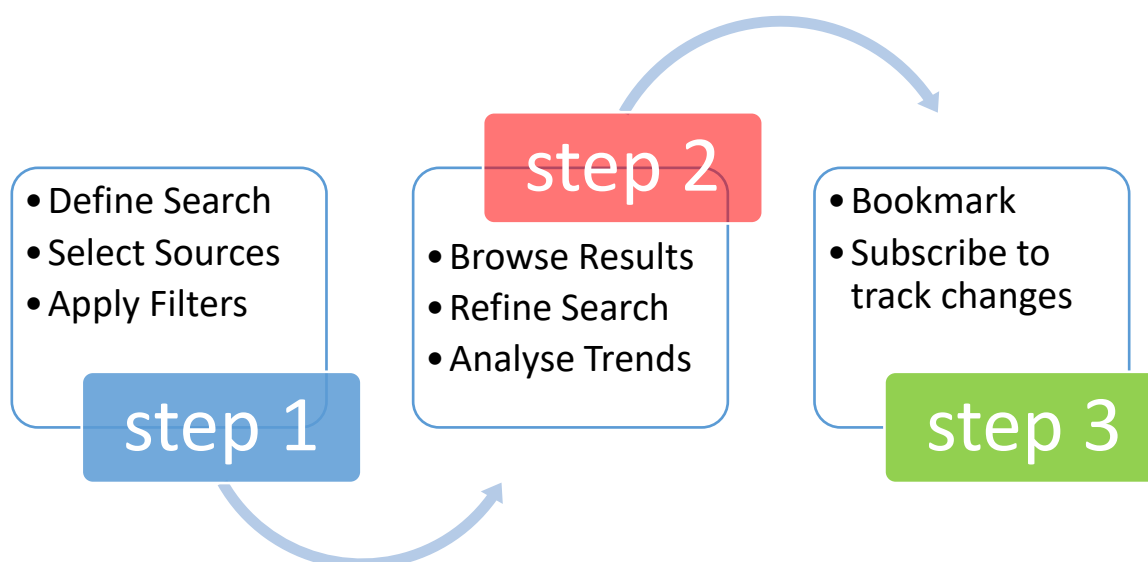 • Define Search
• Select Sources
• Apply Filters
step 1
step 2
• Browse Results
• Refine Search
• Analyse Trends
• Bookmark
• Subscribe to
track changes
step 3